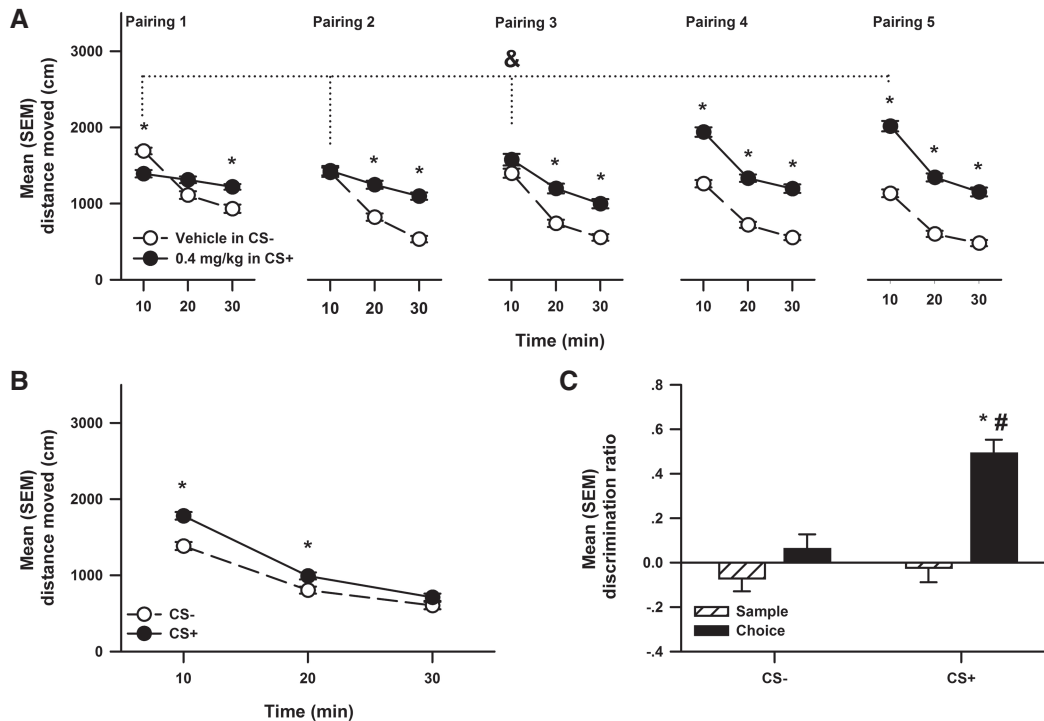 A
Pairing 1 Pairing 2 Pairing 3 Pairing 4 Pairing 5
Mean (SEM)
distance moved (cm)
3000
2000
1000
0
&
* * * * * * * * * * * * *
Vehicle in CS-
0.4 mg/kg in CS+
10 20 30 10 20 30 10 20 30 10 20 30 10 20 30
Time (min)
B
Mean (SEM)
distance moved (cm)
3000
2000
1000
0
* *
CS-
CS+
10 20 30
Time (min)
C
Mean (SEM)
discrimination ratio
.8
.6
.4
.2
0.0
-.2
-.4
* #
Sample
Choice
CS- CS+